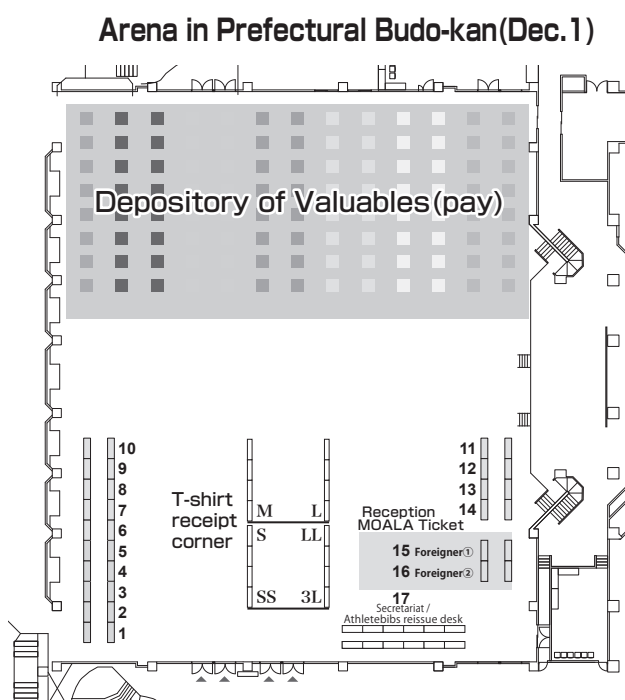 Arena in Prefectural Budo-kan(Dec.1)
Depository of Valuables(pay)
10
9
8
7
6
5
4
3
2
1
T-shirt
receipt
corner
M L
S LL
SS 3L
11
12
13
14
Reception
MOALA Ticket
15 Foreigner①
16 Foreigner②
17
Secretariat /
Athletebibs reissue desk